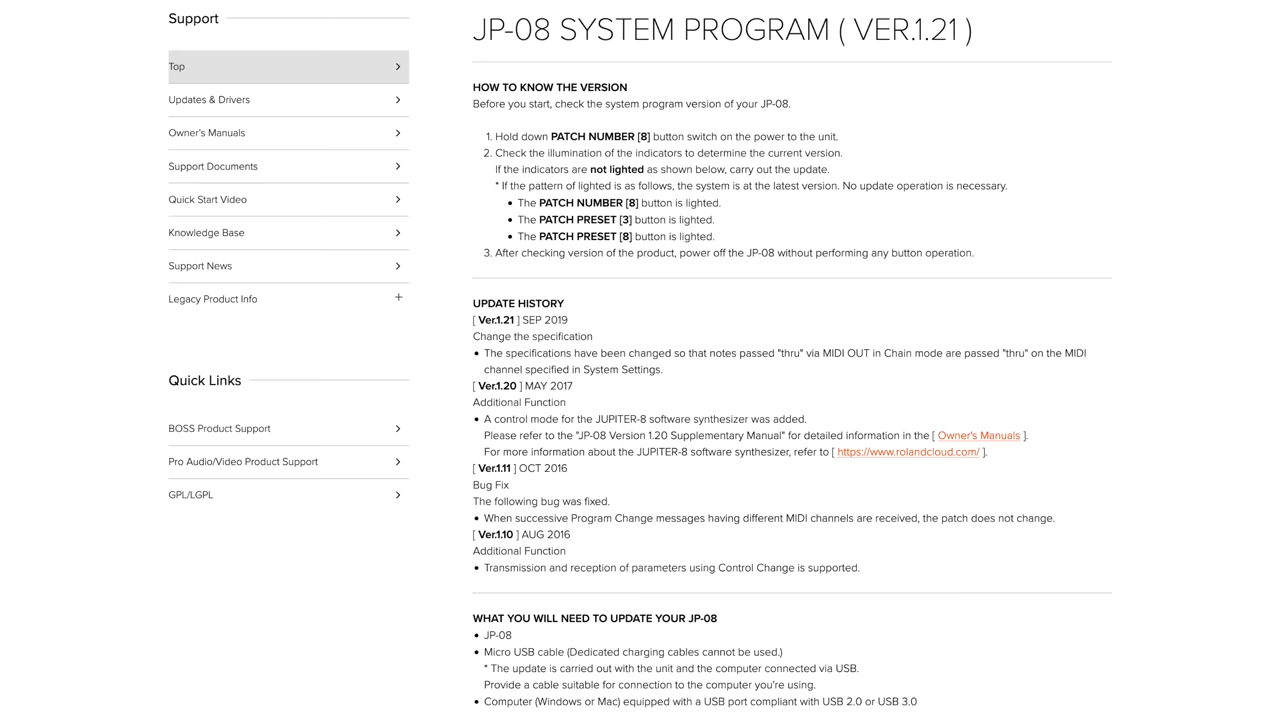 Support
Top
Updates & Drivers
Owner's Manuals
Support Documents
Quick Start Video
Knowledge Base
Support News
Legacy Product Info
Quick Links
BOSS Product Support
Pro Audio/Video Product Support
GPL/LGPL
JP-08 SYSTEM PROGRAM ( VER.1.21 )
HOW TO KNOW THE VERSION
Before you start, check the system program version of your JP-08.
1. Hold down PATCH NUMBER [8] button switch on the power to the unit.
2. Check the illumination of the indicators to determine the current version.
If the indicators are not lighted as shown below, carry out the update.
* If the pattern of lighted is as follows, the system is at the latest version. No update operation is necessary.
• The PATCH NUMBER [8] button is lighted.
• The PATCH PRESET [3] button is lighted.
• The PATCH PRESET [8] button is lighted.
3. After checking version of the product, power off the JP-08 without performing any button operation.
UPDATE HISTORY
[ Ver.1.21 ] SEP 2019
Change the specification
• The specifications have been changed so that notes passed "thru" via MIDI OUT in Chain mode are passed "thru" on the MIDI
channel specified in System Settings.
[ Ver.1.20 ] MAY 2017
Additional Function
• A control mode for the JUPITER-8 software synthesizer was added.
Please refer to the "JP-08 Version 1.20 Supplementary Manual" for detailed information in the [ Owner's Manuals ].
For more information about the JUPITER-8 software synthesizer, refer to [ https://www.rolandcloud.com/ ].
[ Ver.1.11 ] OCT 2016
Bug Fix
The following bug was fixed.
• When successive Program Change messages having different MIDI channels are received, the patch does not change.
[ Ver.1.10 ] AUG 2016
Additional Function
• Transmission and reception of parameters using Control Change is supported.
WHAT YOU WILL NEED TO UPDATE YOUR JP-08
• JP-08
• Micro USB cable (Dedicated charging cables cannot be used.)
* The update is carried out with the unit and the computer connected via USB.
Provide a cable suitable for connection to the computer you're using.
• Computer (Windows or Mac) equipped with a USB port compliant with USB 2.0 or USB 3.0